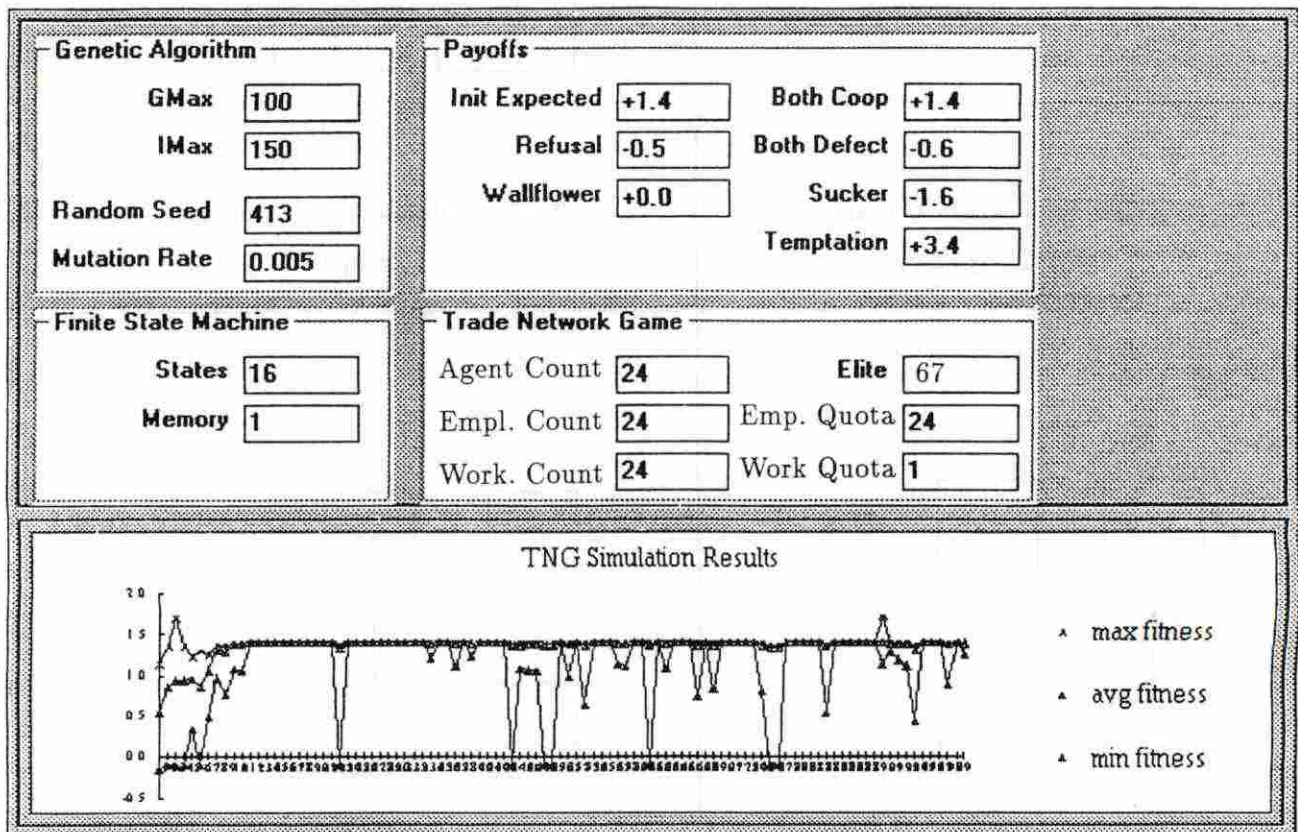 Genetic Algorithm
GMax 100
IMax 150
Random Seed 413
Mutation Rate 0.005
Payoffs
Init Expected +1.4 Both Coop +1.4
Refusal -0.5 Both Defect -0.6
Wallflower +0.0 Sucker -1.6
Temptation +3.4
Finite State Machine
States 16
Memory 1
Trade Network Game
Agent Count 24 Elite 67
Empl. Count 24 Emp. Quota 24
Work. Count 24 Work Quota 1
TNG Simulation Results
2.0
1.5
1.0
0.5
0.0
-0.5
max fitness
avg fitness
min fitness